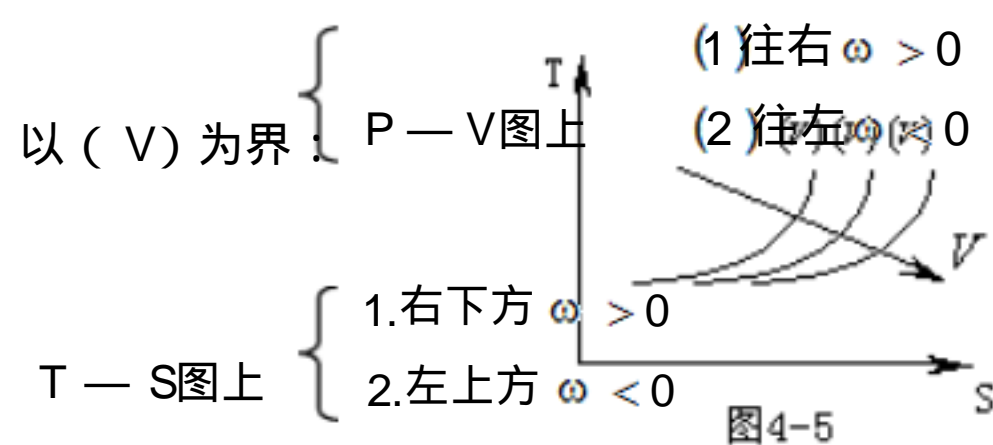 (1)往右 ω > 0
T
以（V）为界：
P — V图上
(2)往左 ω < 0
V
1.右下方 ω > 0
T — S图上
2.左上方 ω < 0
S
图4-5